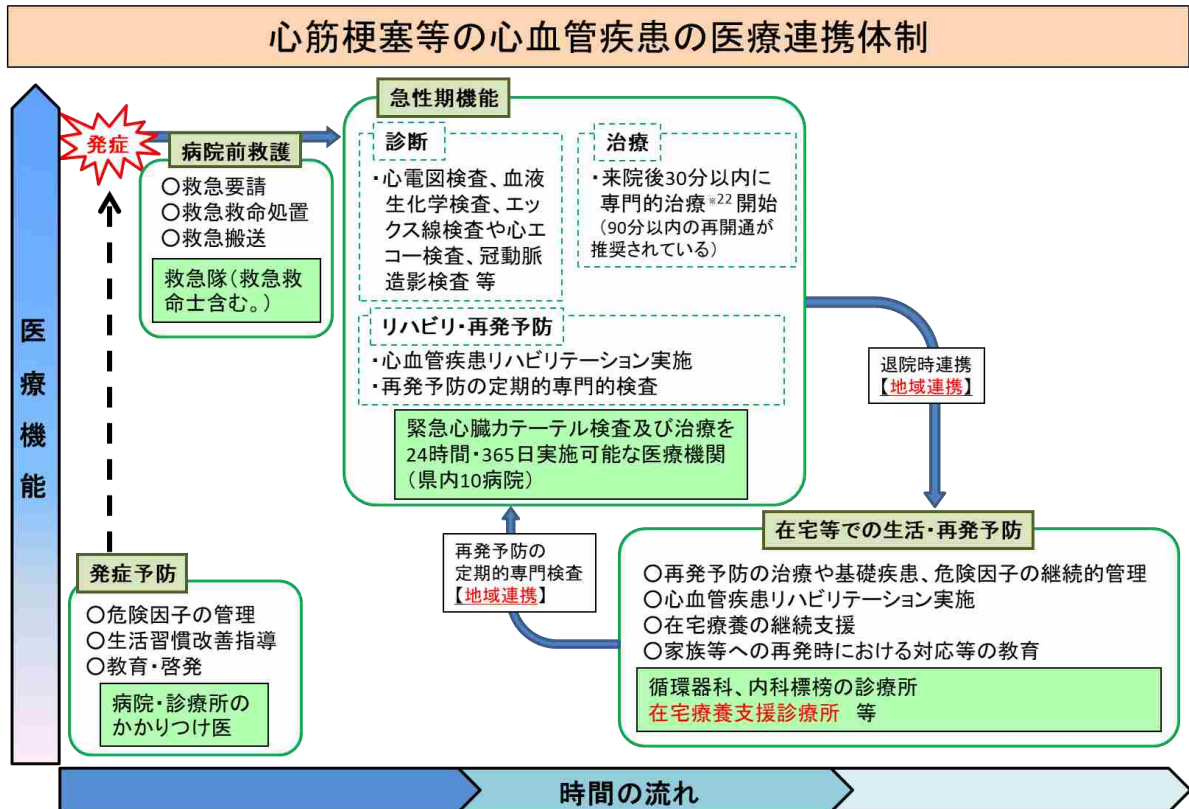 心筋梗塞等の心血管疾患の医療連携体制
医療機能
発症
病院前救護
○救急要請
○救急救命処置
○救急搬送
救急隊（救急救
命士含む。）
急性期機能
診断
・心電図検査、血液
生化学検査、エッ
クス線検査や心エ
コー検査、冠動脈
造影検査 等
治療
・来院後30分以内に
専門的治療※22 開始
（90分以内の再開通が
推奨されている）
リハビリ・再発予防
・心血管疾患リハビリテーション実施
・再発予防の定期的専門的検査
緊急心臓カテーテル検査及び治療を
24時間・365日実施可能な医療機関
（県内10病院）
退院時連携
【地域連携】
再発予防の
定期的専門検査
【地域連携】
在宅等での生活・再発予防
○再発予防の治療や基礎疾患、危険因子の継続的管理
○心血管疾患リハビリテーション実施
○在宅療養の継続支援
○家族等への再発時における対応等の教育
循環器科、内科標榜の診療所
在宅療養支援診療所 等
発症予防
○危険因子の管理
○生活習慣改善指導
○教育・啓発
病院・診療所の
かかりつけ医
時間の流れ